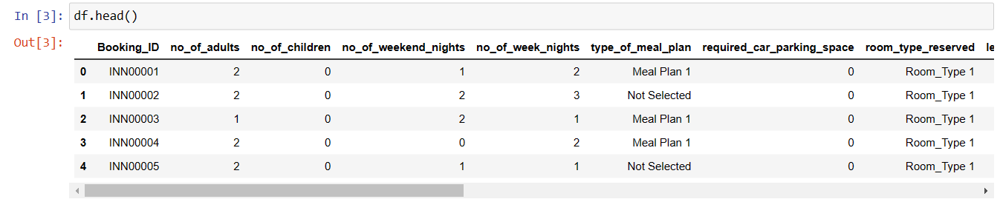 In [3]: df.head()
Out[3]:
Booking_ID no_of_adults no_of_children no_of_weekend_nights no_of_week_nights type_of_meal_plan required_car_parking_space room_type_reserved le
0 INN00001 2 0 1 2 Meal Plan 1 0 Room_Type 1
1 INN00002 2 0 2 3 Not Selected 0 Room_Type 1
2 INN00003 1 0 2 1 Meal Plan 1 0 Room_Type 1
3 INN00004 2 0 0 2 Meal Plan 1 0 Room_Type 1
4 INN00005 2 0 1 1 Not Selected 0 Room_Type 1